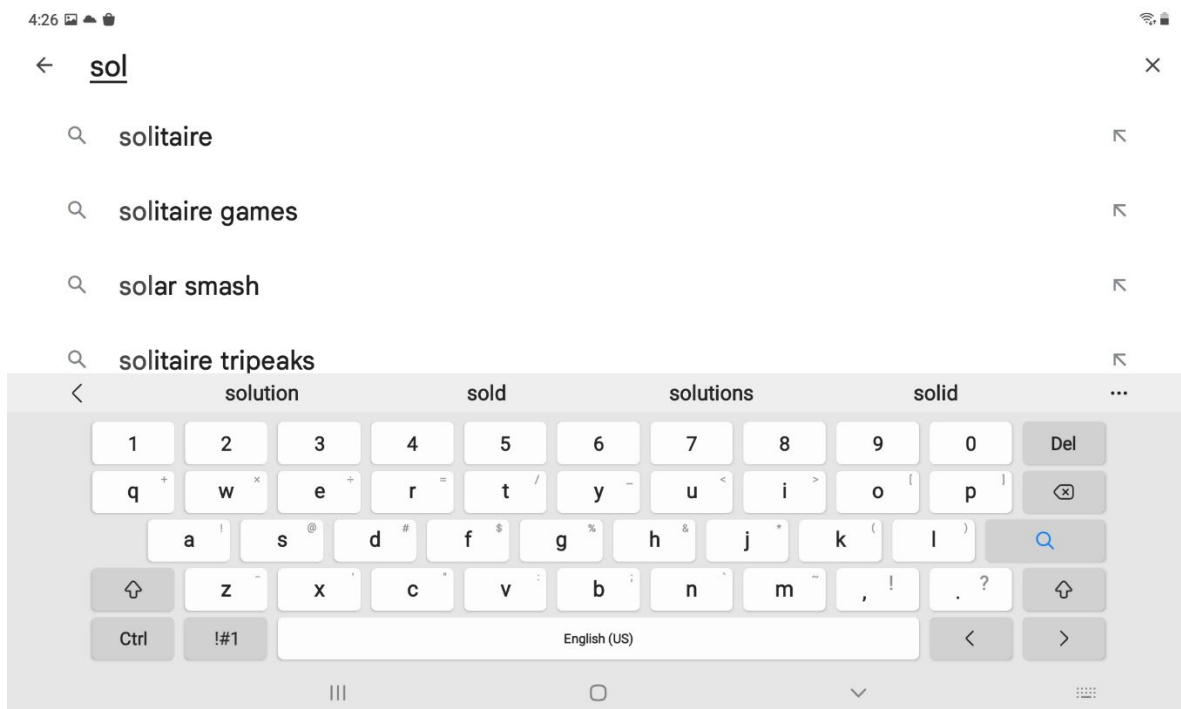 4:26
sol
solitaire
solitaire games
solar smash
solitaire tripeaks
solution sold solutions solid ...
1 2 3 4 5 6 7 8 9 0 Del
q + w × e ÷ r = t / y _ u < i > o [ p ]
a ! s @ d # f $ g % h & j * k ( l )
z - x ' c " v : b ; n ` m ~ , ! . ?
Ctrl !#1 English (US) < >